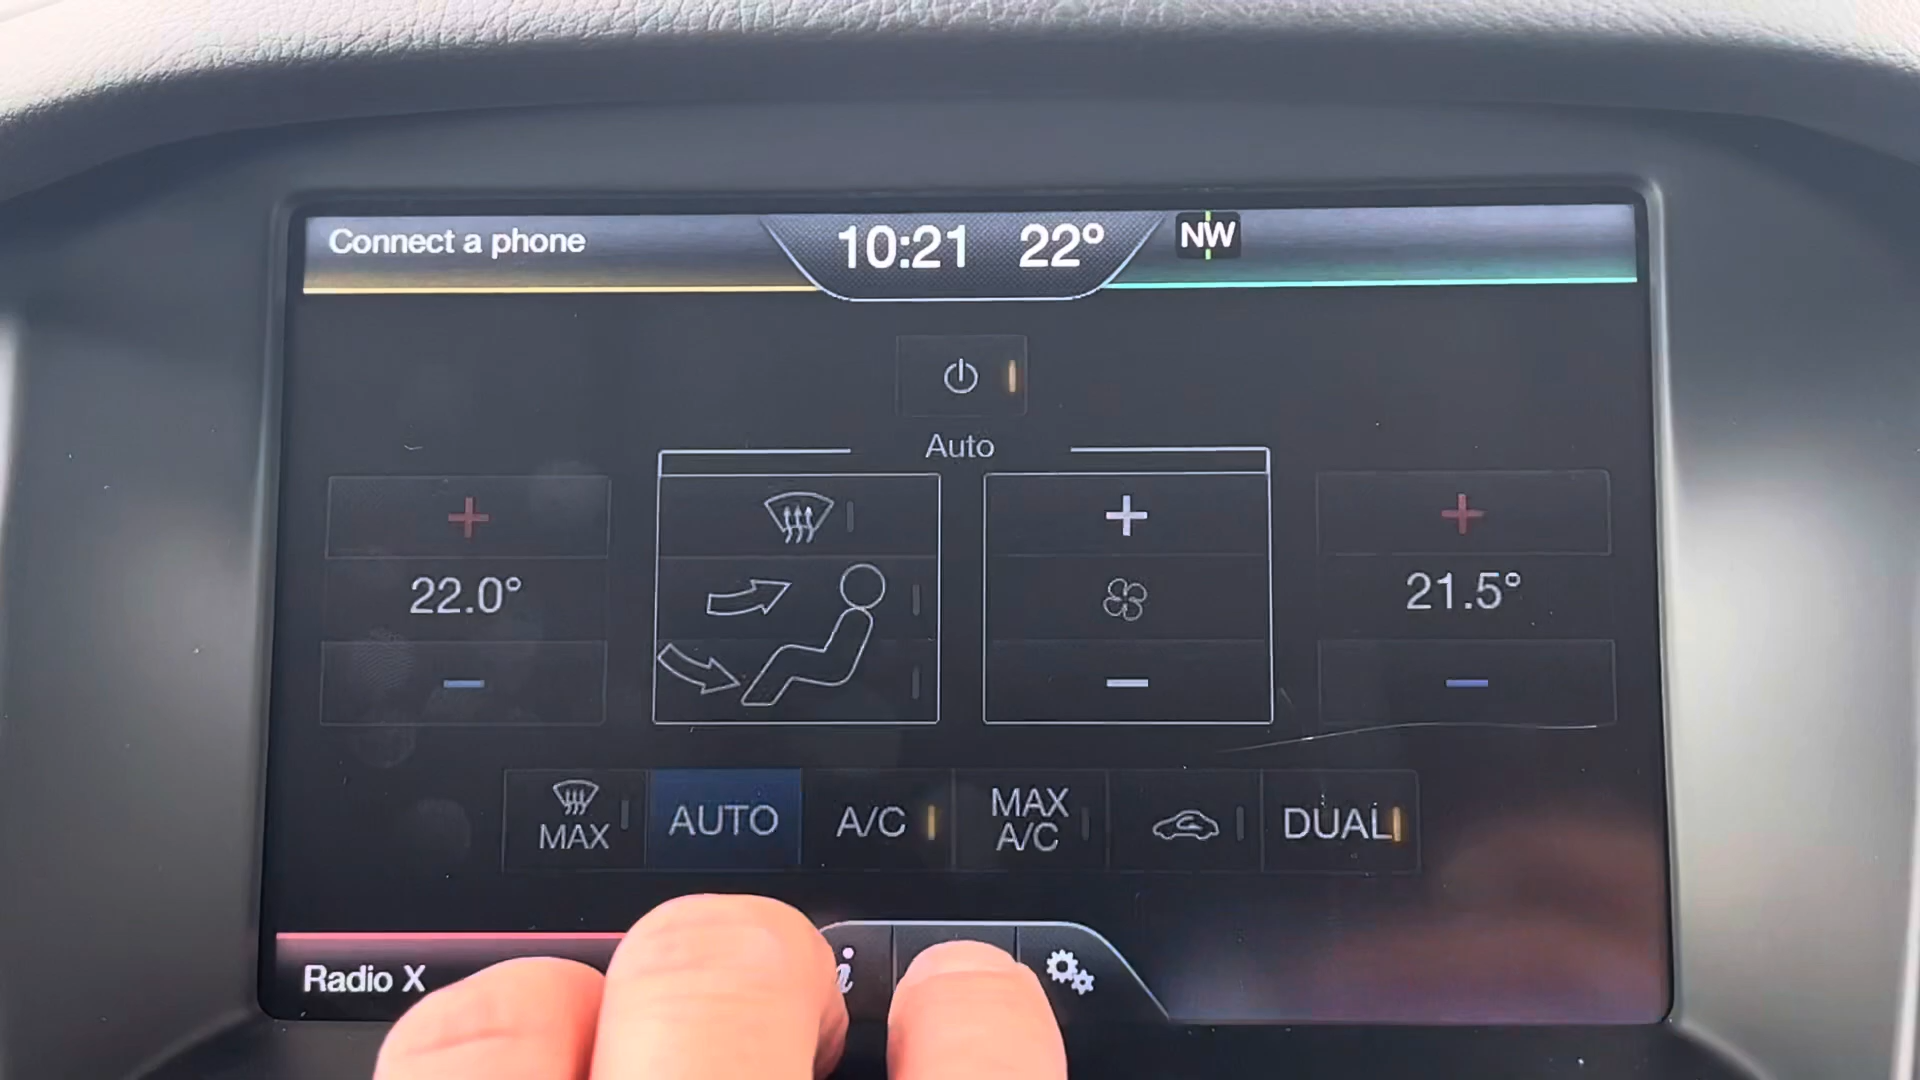 Connect a phone
10:21 22° NW
Auto
22.0°
21.5°
MAX
AUTO
A/C
MAX
A/C
DUAL
Radio X
i